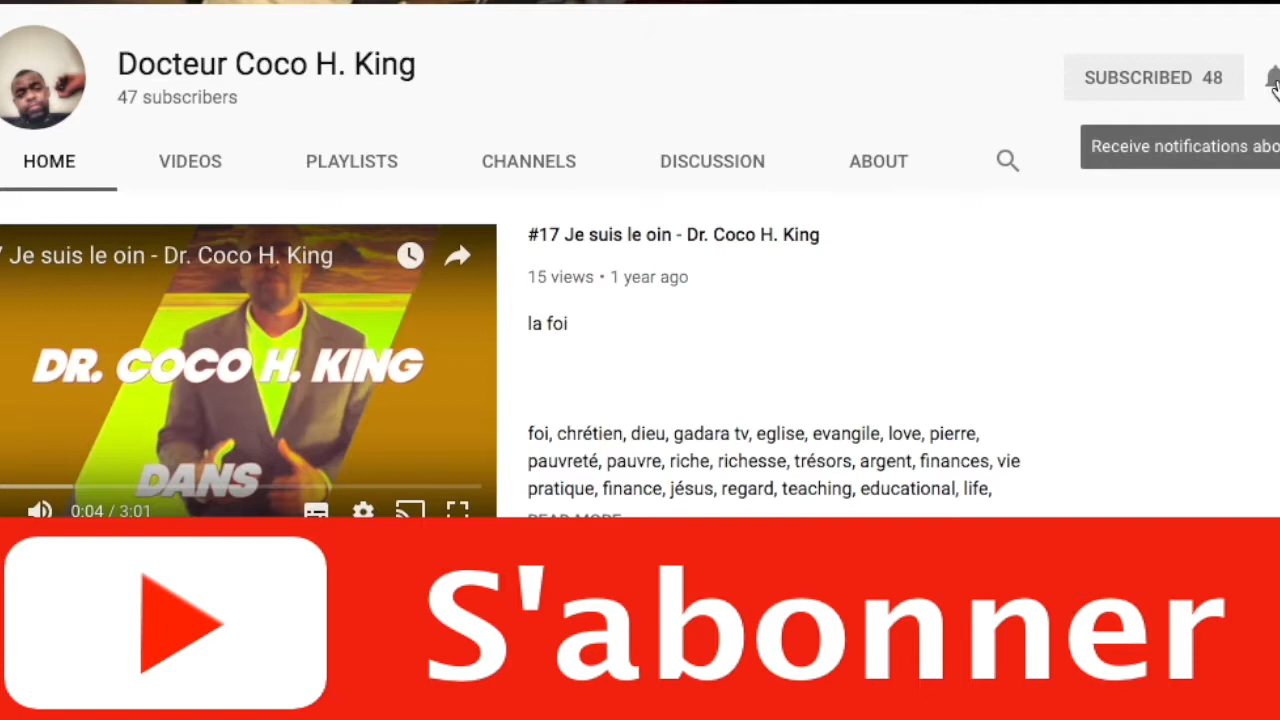 Docteur Coco H. King
47 subscribers
SUBSCRIBED 48
Receive notifications abo
HOME VIDEOS PLAYLISTS CHANNELS DISCUSSION ABOUT
7 Je suis le oin - Dr. Coco H. King
DR. COCO H. KING
DANS
0:04 / 3:01
#17 Je suis le oin - Dr. Coco H. King
15 views • 1 year ago
la foi
foi, chrétien, dieu, gadara tv, eglise, evangile, love, pierre,
pauvreté, pauvre, riche, richesse, trésors, argent, finances, vie
pratique, finance, jésus, regard, teaching, educational, life,
READ MORE
S'abonner